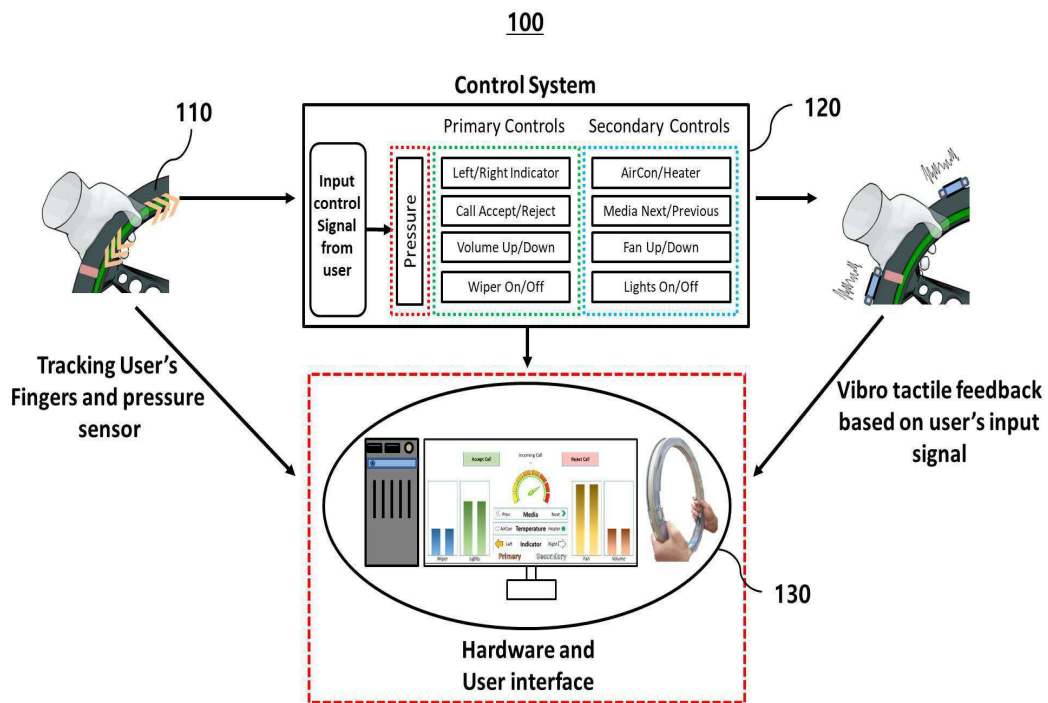 100
Control System
110
120
Primary Controls
Secondary Controls
Input
control
Signal
from
user
Pressure
Left/Right Indicator
Call Accept/Reject
Volume Up/Down
Wiper On/Off
AirCon/Heater
Media Next/Previous
Fan Up/Down
Lights On/Off
Tracking User's
Fingers and pressure
sensor
Vibro tactile feedback
based on user's input
signal
Accept Call
Incoming Call
Reject Call
Prev
Media
Next
AirCon
Temperature
Heater
Left
Indicator
Right
Primary
Secondary
Wiper
Lights
Fan
Volume
130
Hardware and
User interface